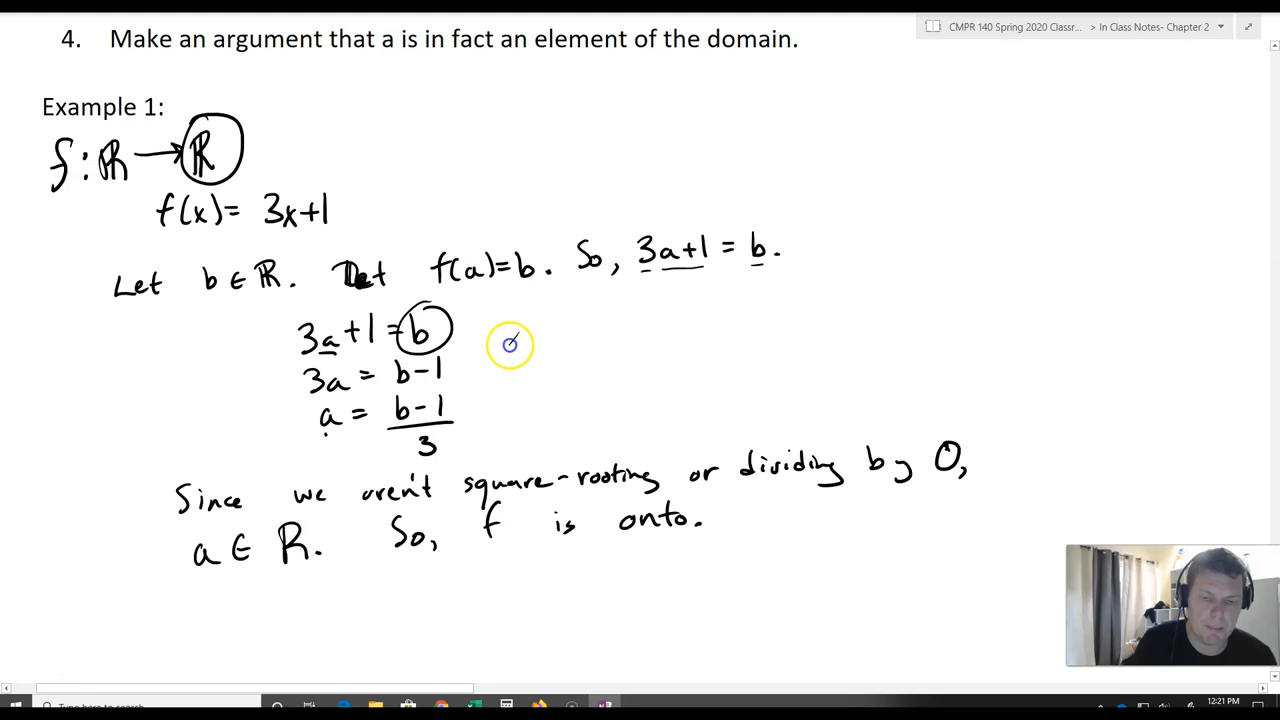 CMPR 140 Spring 2020 Classr... > In Class Notes- Chapter 2
4. Make an argument that a is in fact an element of the domain.
Example 1:
f: ℝ → ℝ
f(x) = 3x+1
Let b ∈ ℝ. Let f(a)=b. So, 3a+1 = b.
3a+1 = b
3a = b-1
a = b-1
3
Since we aren't square-rooting or dividing by 0,
a ∈ ℝ. So, f is onto.
12:21 PM